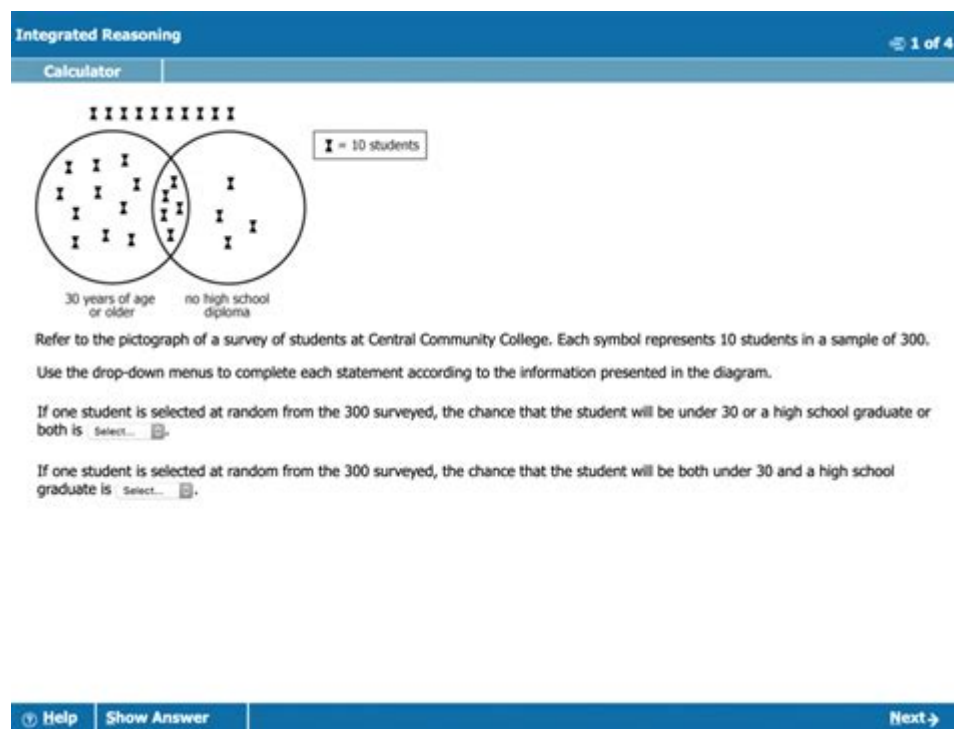 Integrated Reasoning
1 of 4
Calculator
I = 10 students
30 years of age
or older
no high school
diploma
Refer to the pictograph of a survey of students at Central Community College. Each symbol represents 10 students in a sample of 300.
Use the drop-down menus to complete each statement according to the information presented in the diagram.
If one student is selected at random from the 300 surveyed, the chance that the student will be under 30 or a high school graduate or
both is Select... .
If one student is selected at random from the 300 surveyed, the chance that the student will be both under 30 and a high school
graduate is Select... .
? Help
Show Answer
Next→